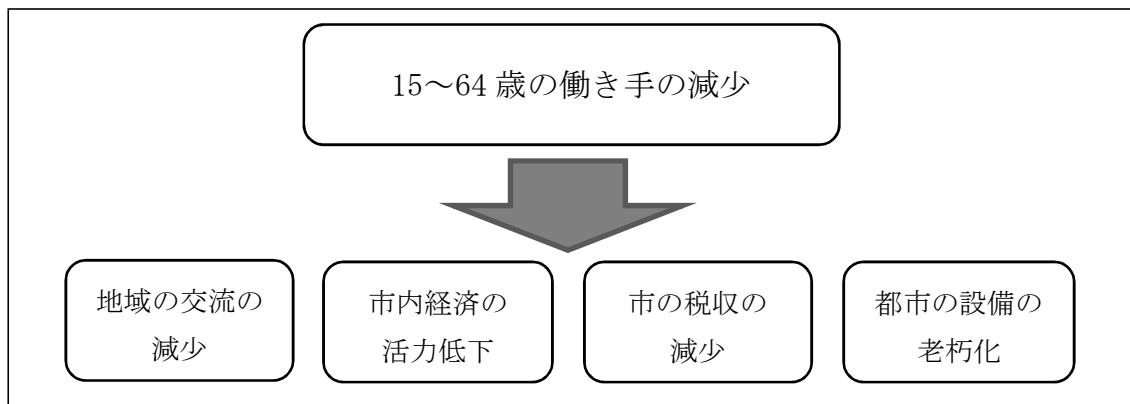 15～64 歳の働き手の減少
地域の交流の
減少
市内経済の
活力低下
市の税収の
減少
都市の設備の
老朽化